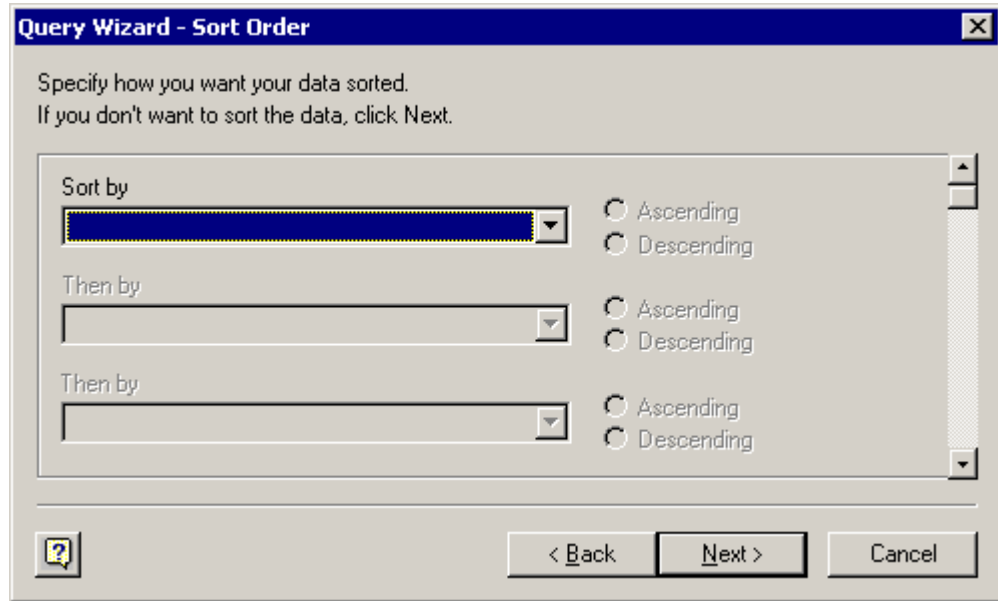 Query Wizard - Sort Order
Specify how you want your data sorted.
If you don't want to sort the data, click Next.
Sort by
Ascending
Descending
Then by
Ascending
Descending
Then by
Ascending
Descending
?
< Back
Next >
Cancel